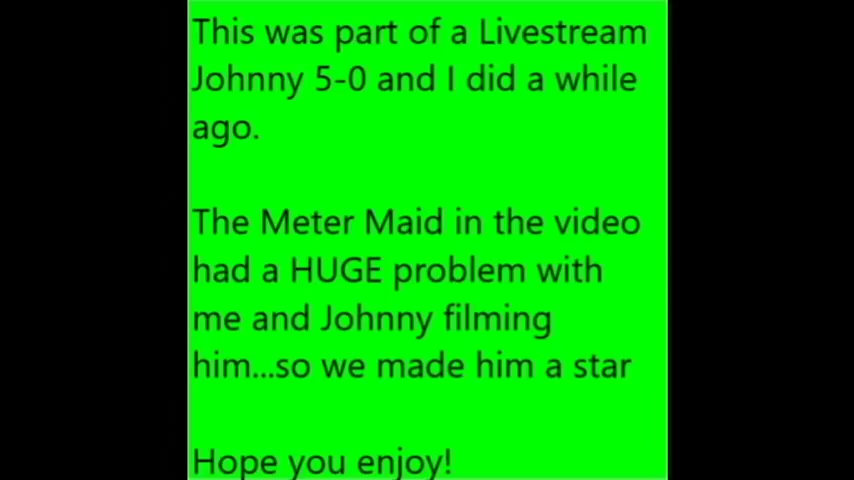 This was part of a Livestream
Johnny 5-0 and I did a while
ago.
The Meter Maid in the video
had a HUGE problem with
me and Johnny filming
him...so we made him a star
Hope you enjoy!